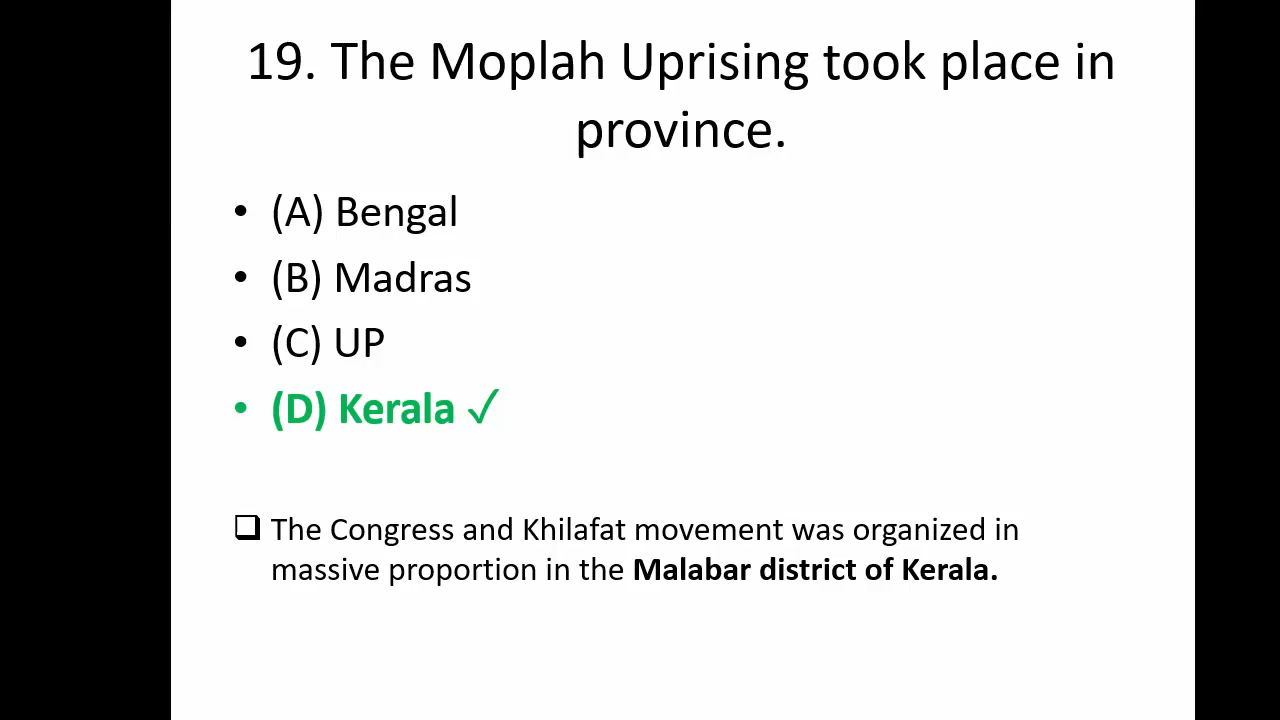 19. The Moplah Uprising took place in
province.
• (A) Bengal
• (B) Madras
• (C) UP
• (D) Kerala ✓
❑ The Congress and Khilafat movement was organized in
massive proportion in the Malabar district of Kerala.